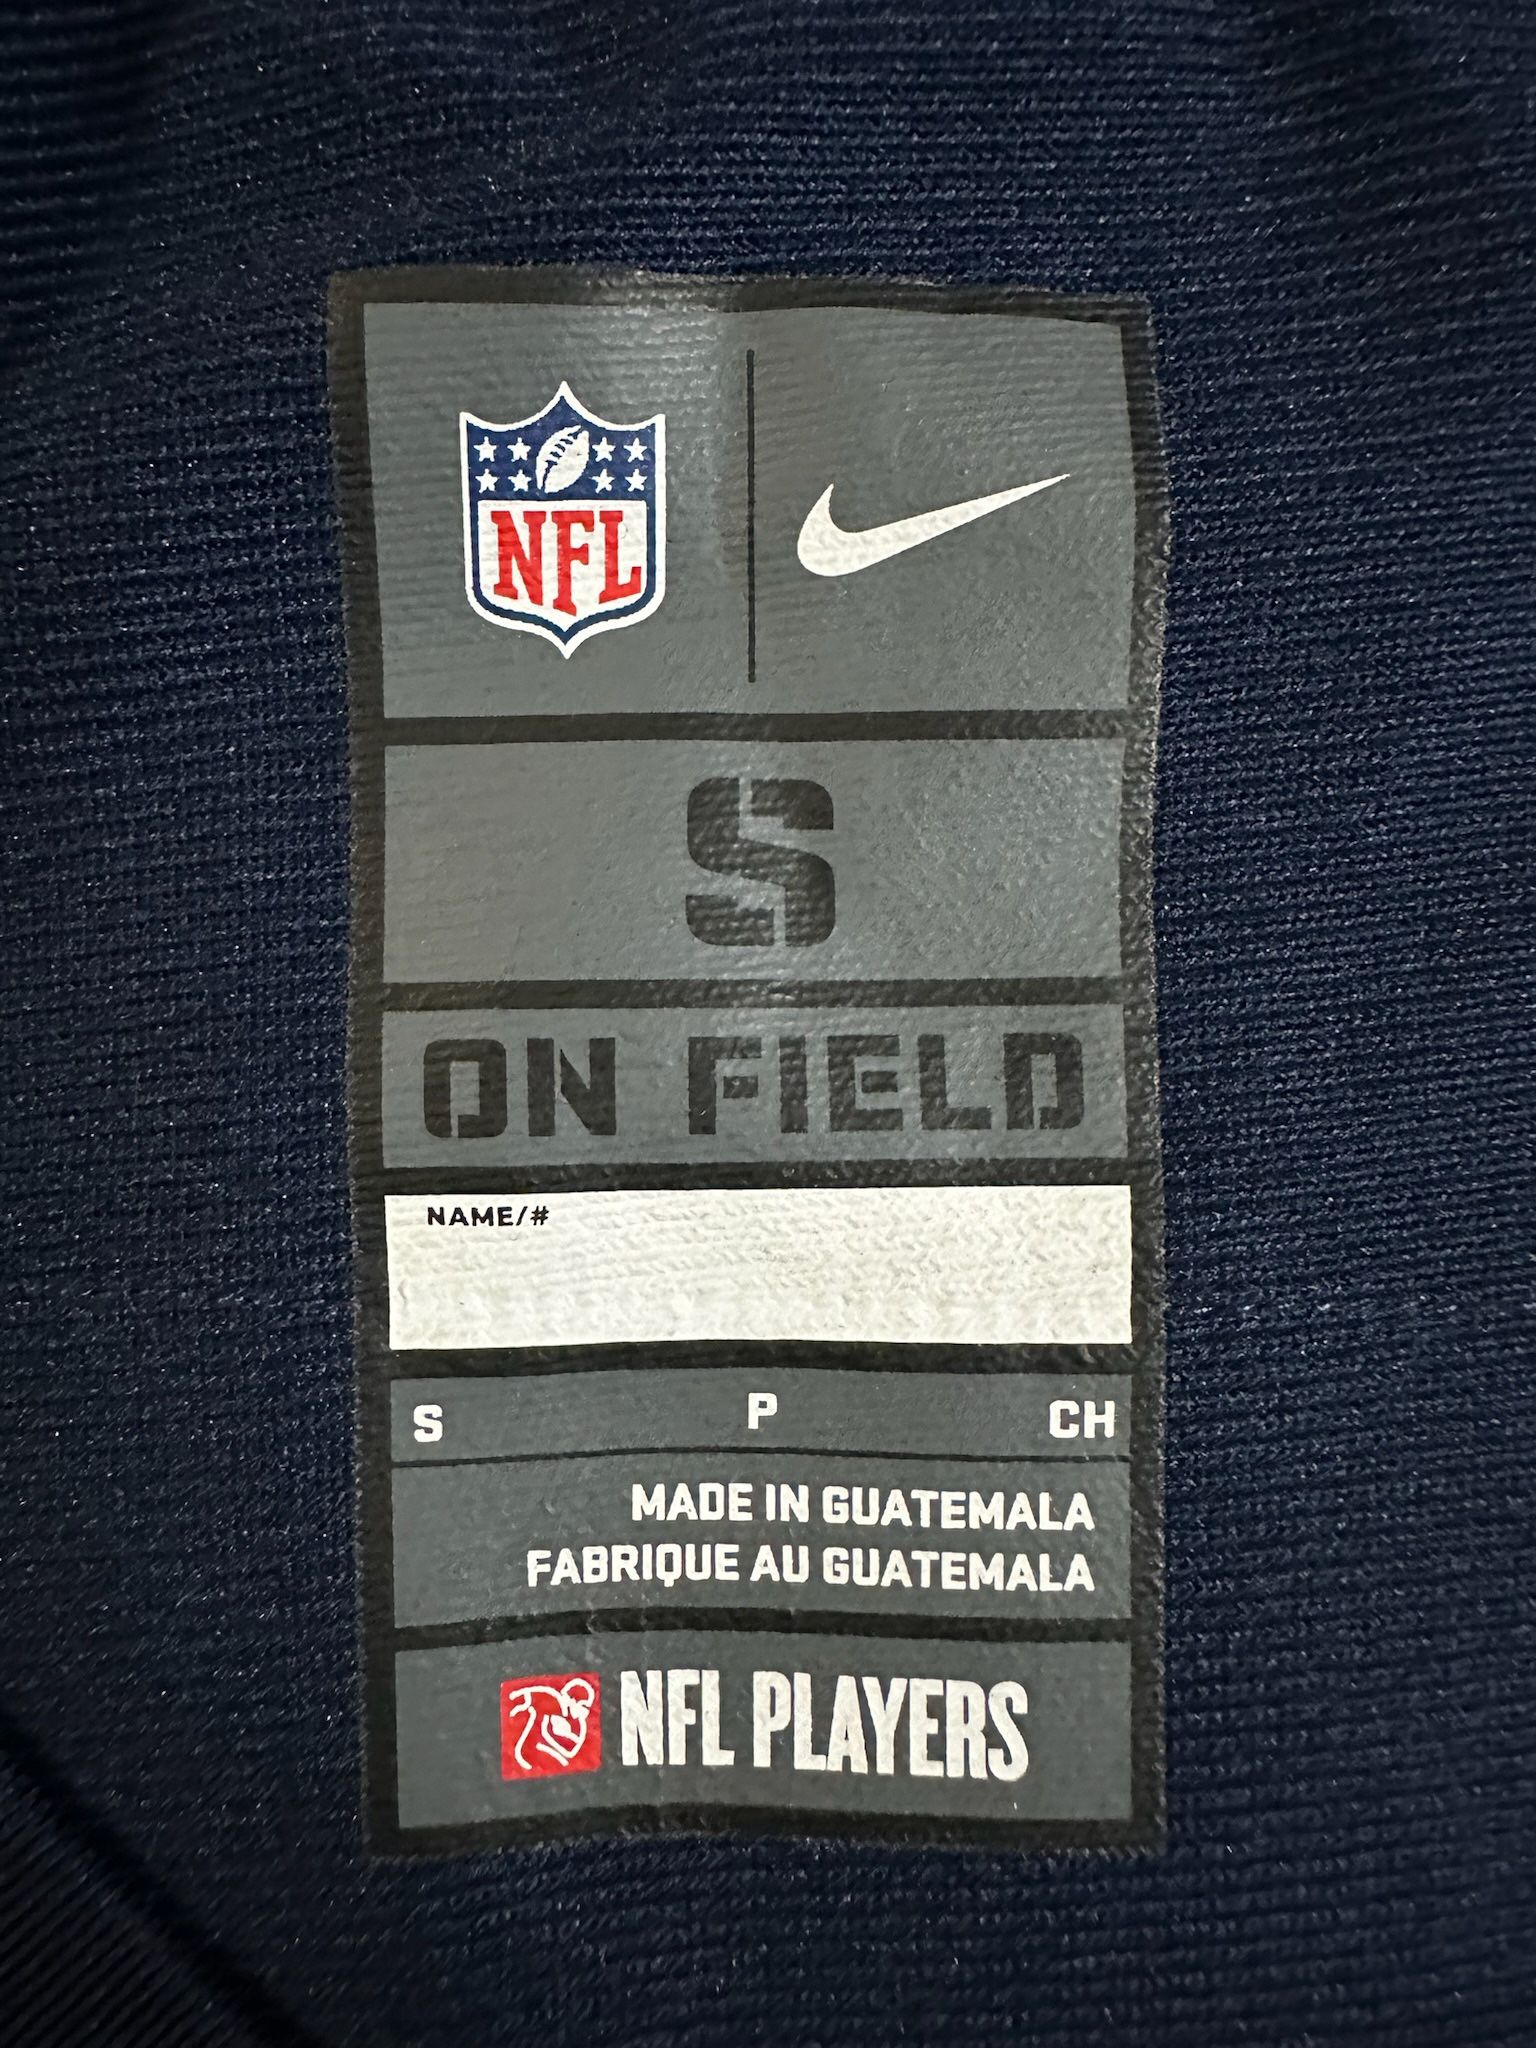 NFL
S
ON FIELD
NAME/#
S P CH
MADE IN GUATEMALA
FABRIQUE AU GUATEMALA
NFL PLAYERS